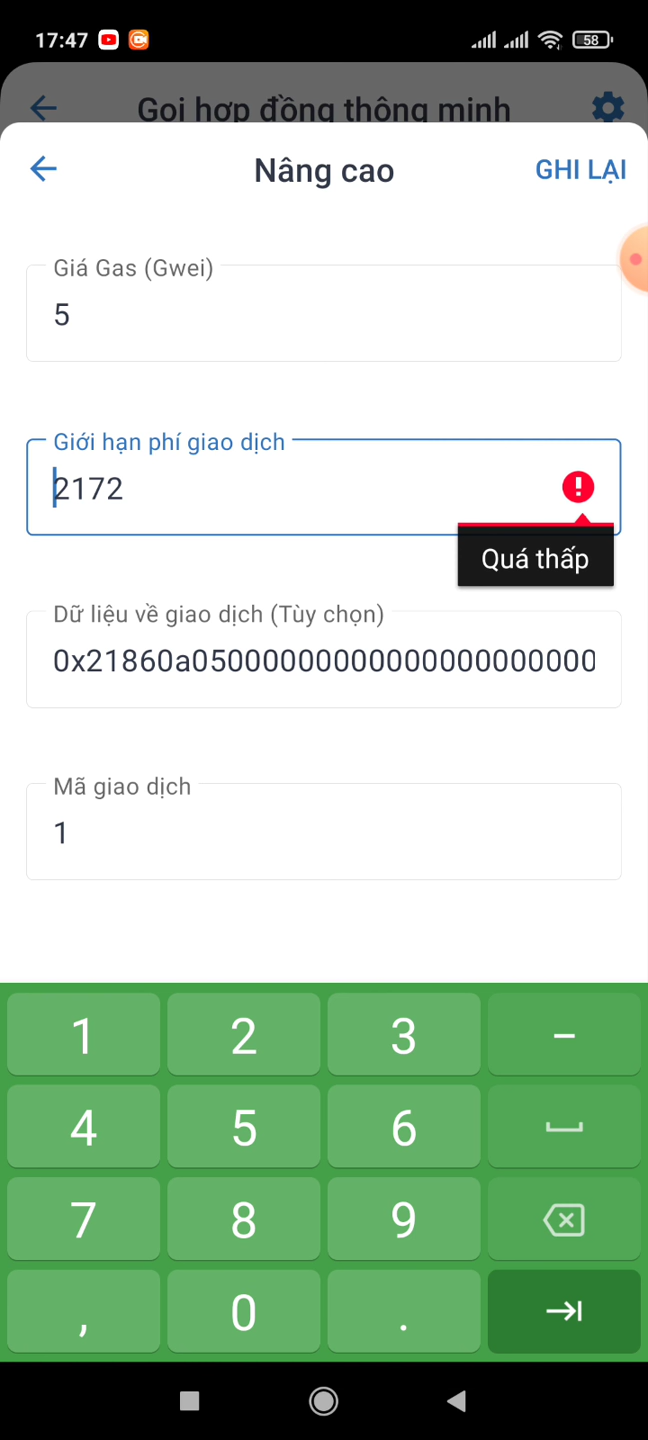 17:47
58
Gọi hợp đồng thông minh
Nâng cao
GHI LẠI
Giá Gas (Gwei)
5
Giới hạn phí giao dịch
2172
Quá thấp
Dữ liệu về giao dịch (Tùy chọn)
0x21860a05000000000000000000000
Mã giao dịch
1
1 2 3 –
4 5 6
7 8 9
, 0 .